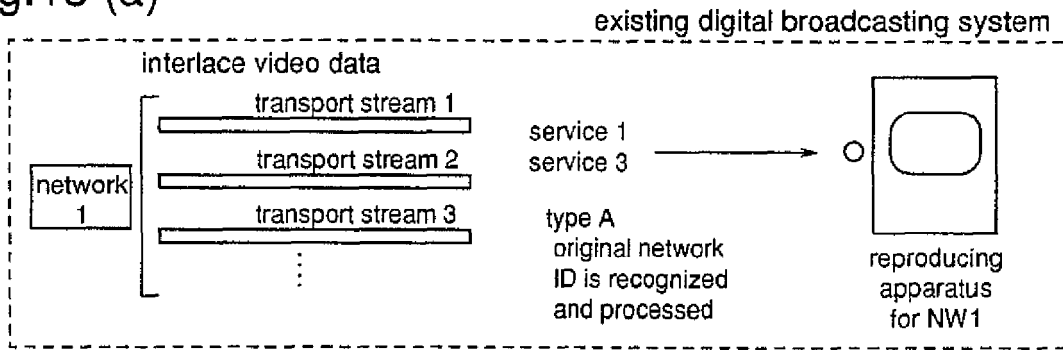 existing digital broadcasting system
interlace video data
transport stream 1
transport stream 2
transport stream 3
network
1
service 1
service 3
type A
original network
ID is recognized
and processed
reproducing
apparatus
for NW1